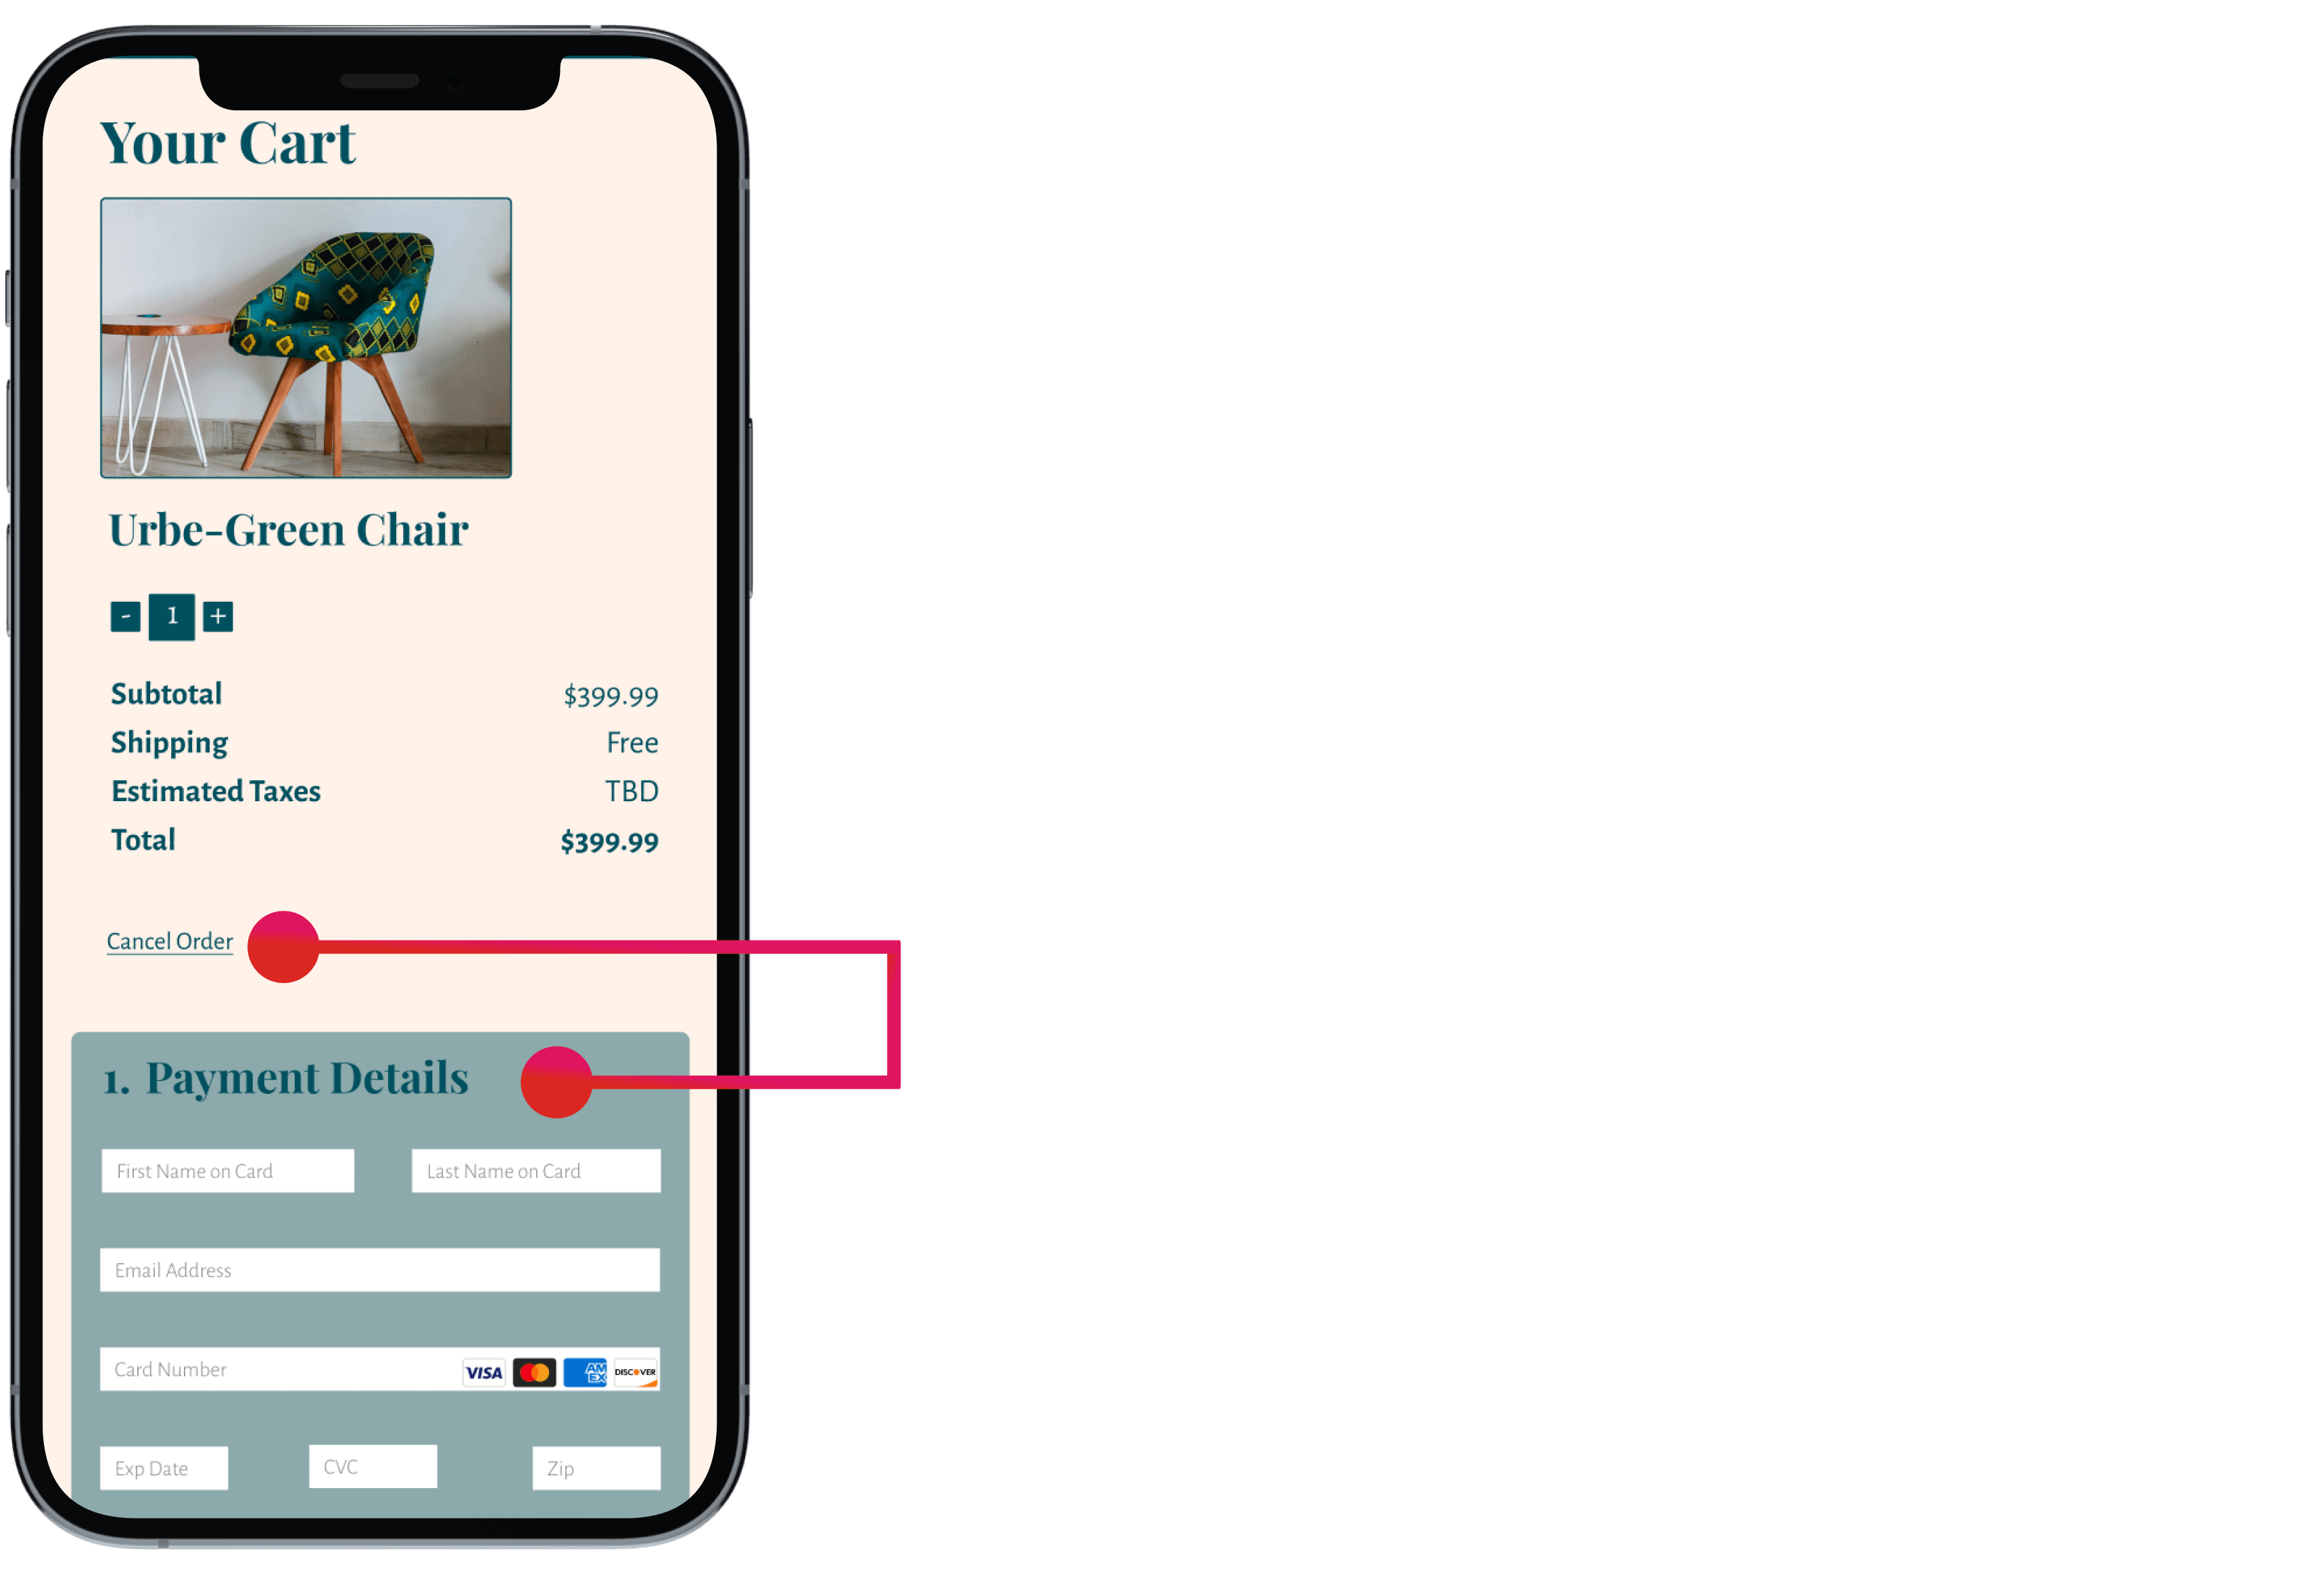 Your Cart
Urbe-Green Chair
- 1 +
Subtotal $399.99
Shipping Free
Estimated Taxes TBD
Total $399.99
Cancel Order
1. Payment Details
First Name on Card Last Name on Card
Email Address
Card Number VISA AM EX DISCOVER
Exp Date CVC Zip